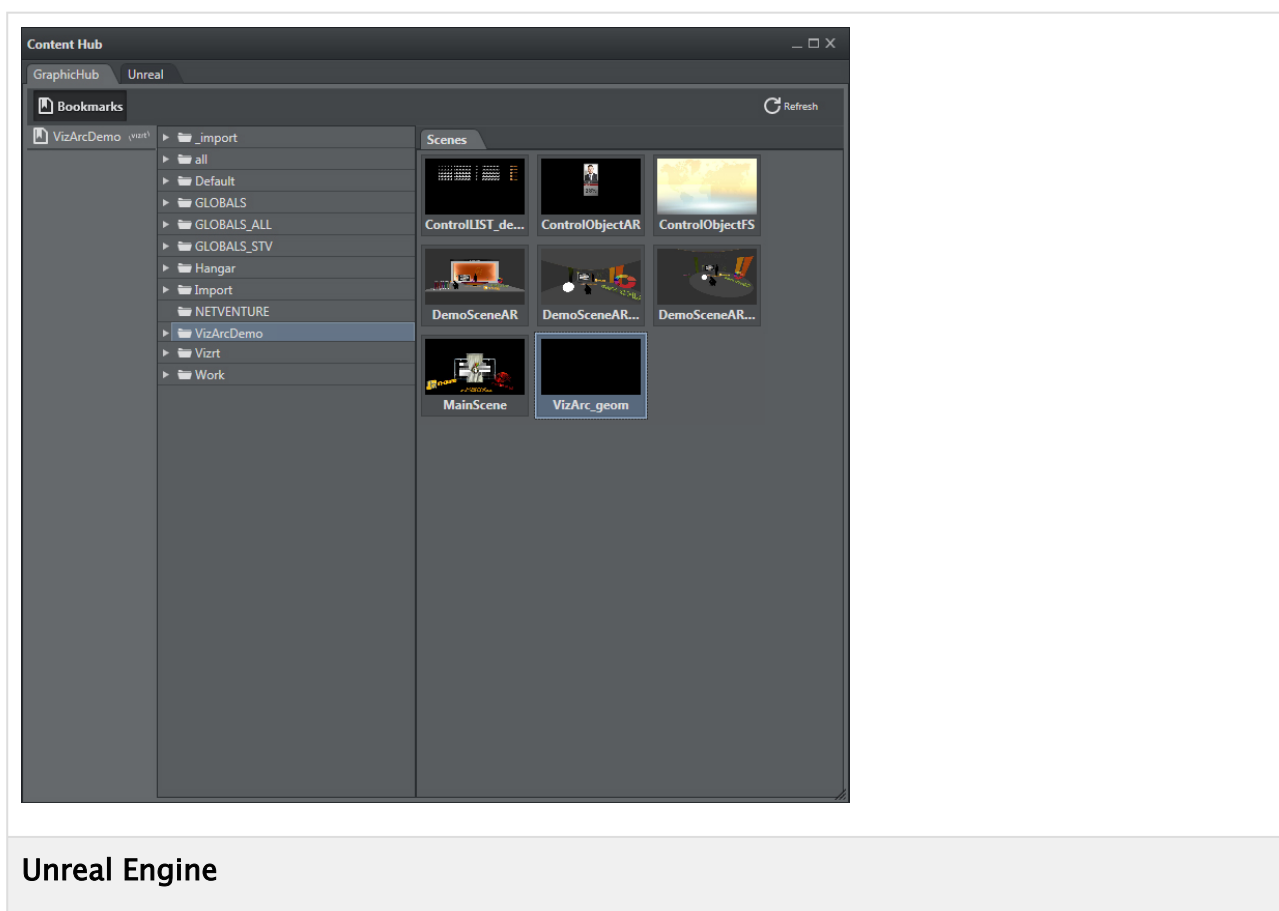 Content Hub
GraphicHub Unreal
Bookmarks Refresh
VizArcDemo (vizrt)
_import
all
Default
GLOBALS
GLOBALS_ALL
GLOBALS_STV
Hangar
Import
NETVENTURE
VizArcDemo
Vizrt
Work
Scenes
ControlLIST_de... ControlObjectAR ControlObjectFS
DemoSceneAR DemoSceneAR... DemoSceneAR...
MainScene VizArc_geom
Unreal Engine